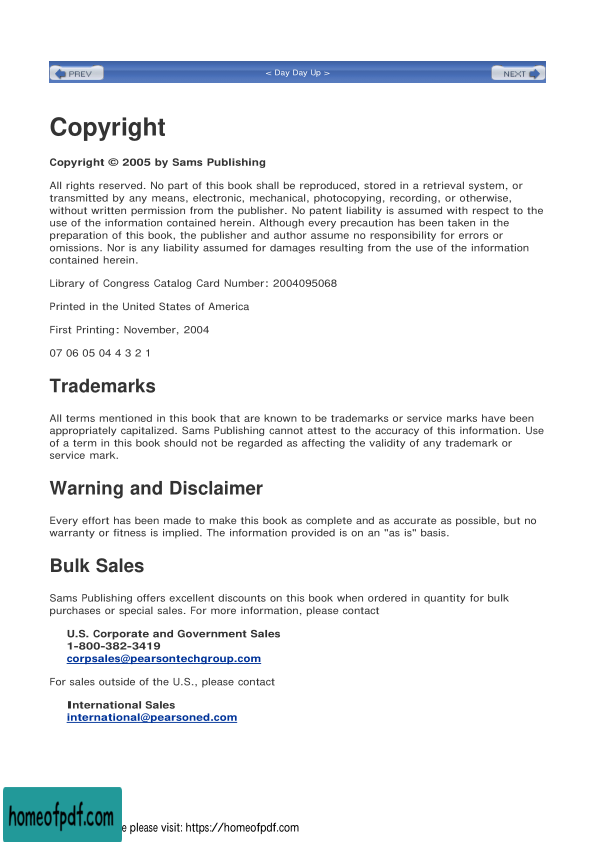 PREV
< Day Day Up >
NEXT
Copyright
Copyright © 2005 by Sams Publishing
All rights reserved. No part of this book shall be reproduced, stored in a retrieval system, or
transmitted by any means, electronic, mechanical, photocopying, recording, or otherwise,
without written permission from the publisher. No patent liability is assumed with respect to the
use of the information contained herein. Although every precaution has been taken in the
preparation of this book, the publisher and author assume no responsibility for errors or
omissions. Nor is any liability assumed for damages resulting from the use of the information
contained herein.
Library of Congress Catalog Card Number: 2004095068
Printed in the United States of America
First Printing: November, 2004
07 06 05 04 4 3 2 1
Trademarks
All terms mentioned in this book that are known to be trademarks or service marks have been
appropriately capitalized. Sams Publishing cannot attest to the accuracy of this information. Use
of a term in this book should not be regarded as affecting the validity of any trademark or
service mark.
Warning and Disclaimer
Every effort has been made to make this book as complete and as accurate as possible, but no
warranty or fitness is implied. The information provided is on an "as is" basis.
Bulk Sales
Sams Publishing offers excellent discounts on this book when ordered in quantity for bulk
purchases or special sales. For more information, please contact
U.S. Corporate and Government Sales
1-800-382-3419
corpsales@pearsontechgroup.com
For sales outside of the U.S., please contact
International Sales
international@pearsoned.com
homeofpdf.com
e please visit: https://homeofpdf.com